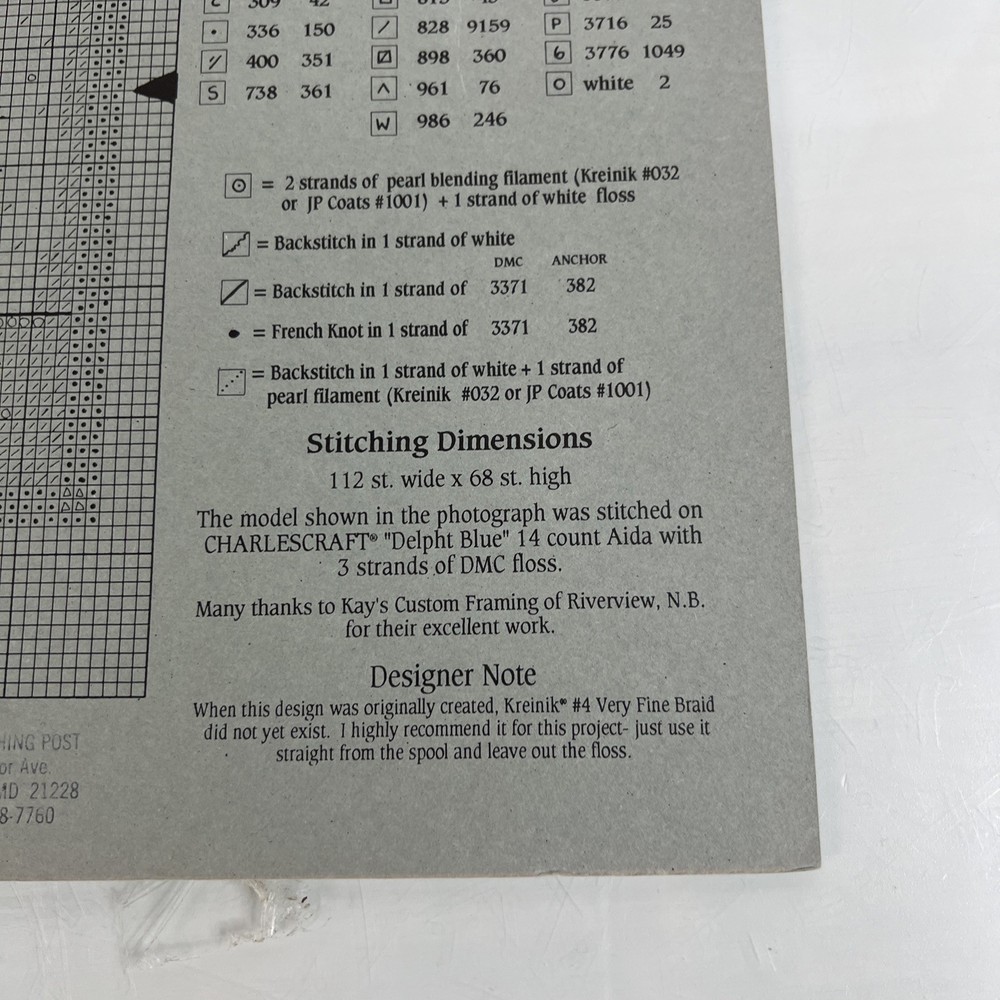 309 42
• 336 150
400 351
S 738 361
828 9159
898 360
961 76
W 986 246
P 3716 25
6 3776 1049
O white 2
= 2 strands of pearl blending filament (Kreinik #032
or JP Coats #1001) + 1 strand of white floss
= Backstitch in 1 strand of white
DMC ANCHOR
= Backstitch in 1 strand of 3371 382
• = French Knot in 1 strand of 3371 382
= Backstitch in 1 strand of white + 1 strand of
pearl filament (Kreinik #032 or JP Coats #1001)
Stitching Dimensions
112 st. wide x 68 st. high
The model shown in the photograph was stitched on
CHARLESCRAFT® "Delpht Blue" 14 count Aida with
3 strands of DMC floss.
Many thanks to Kay's Custom Framing of Riverview, N.B.
for their excellent work.
Designer Note
When this design was originally created, Kreinik® #4 Very Fine Braid
did not yet exist. I highly recommend it for this project- just use it
straight from the spool and leave out the floss.
HING POST
or Ave.
MD 21228
8-7760